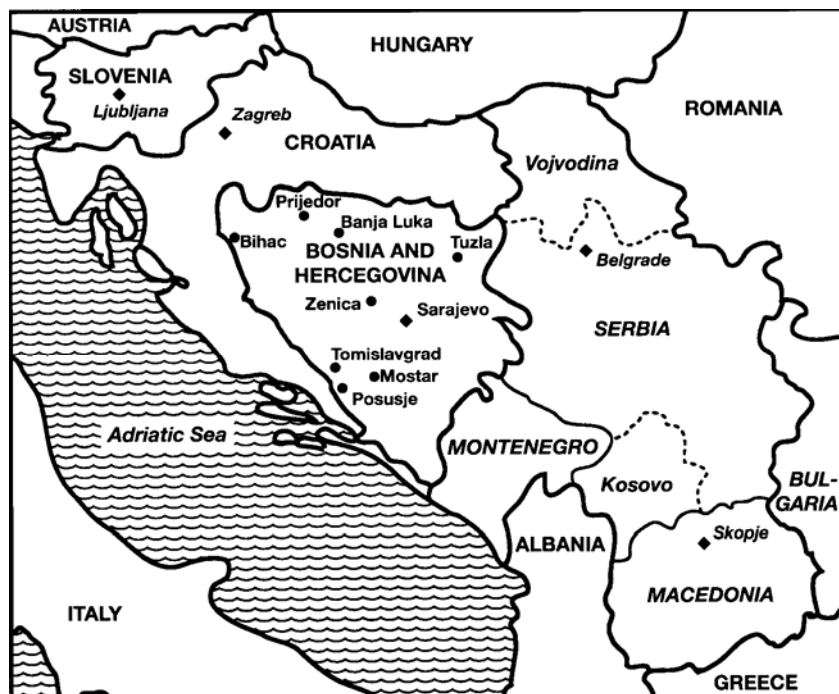 AUSTRIA
HUNGARY
SLOVENIA
Ljubljana
Zagreb
CROATIA
ROMANIA
Vojvodina
Prijedor
Banja Luka
Bihac
BOSNIA AND
HERCEGOVINA
Tuzla
Belgrade
Zenica
Sarajevo
SERBIA
Tomislavgrad
Mostar
Posusje
Adriatic Sea
MONTENEGRO
Kosovo
BUL-
GARIA
ALBANIA
Skopje
MACEDONIA
ITALY
GREECE